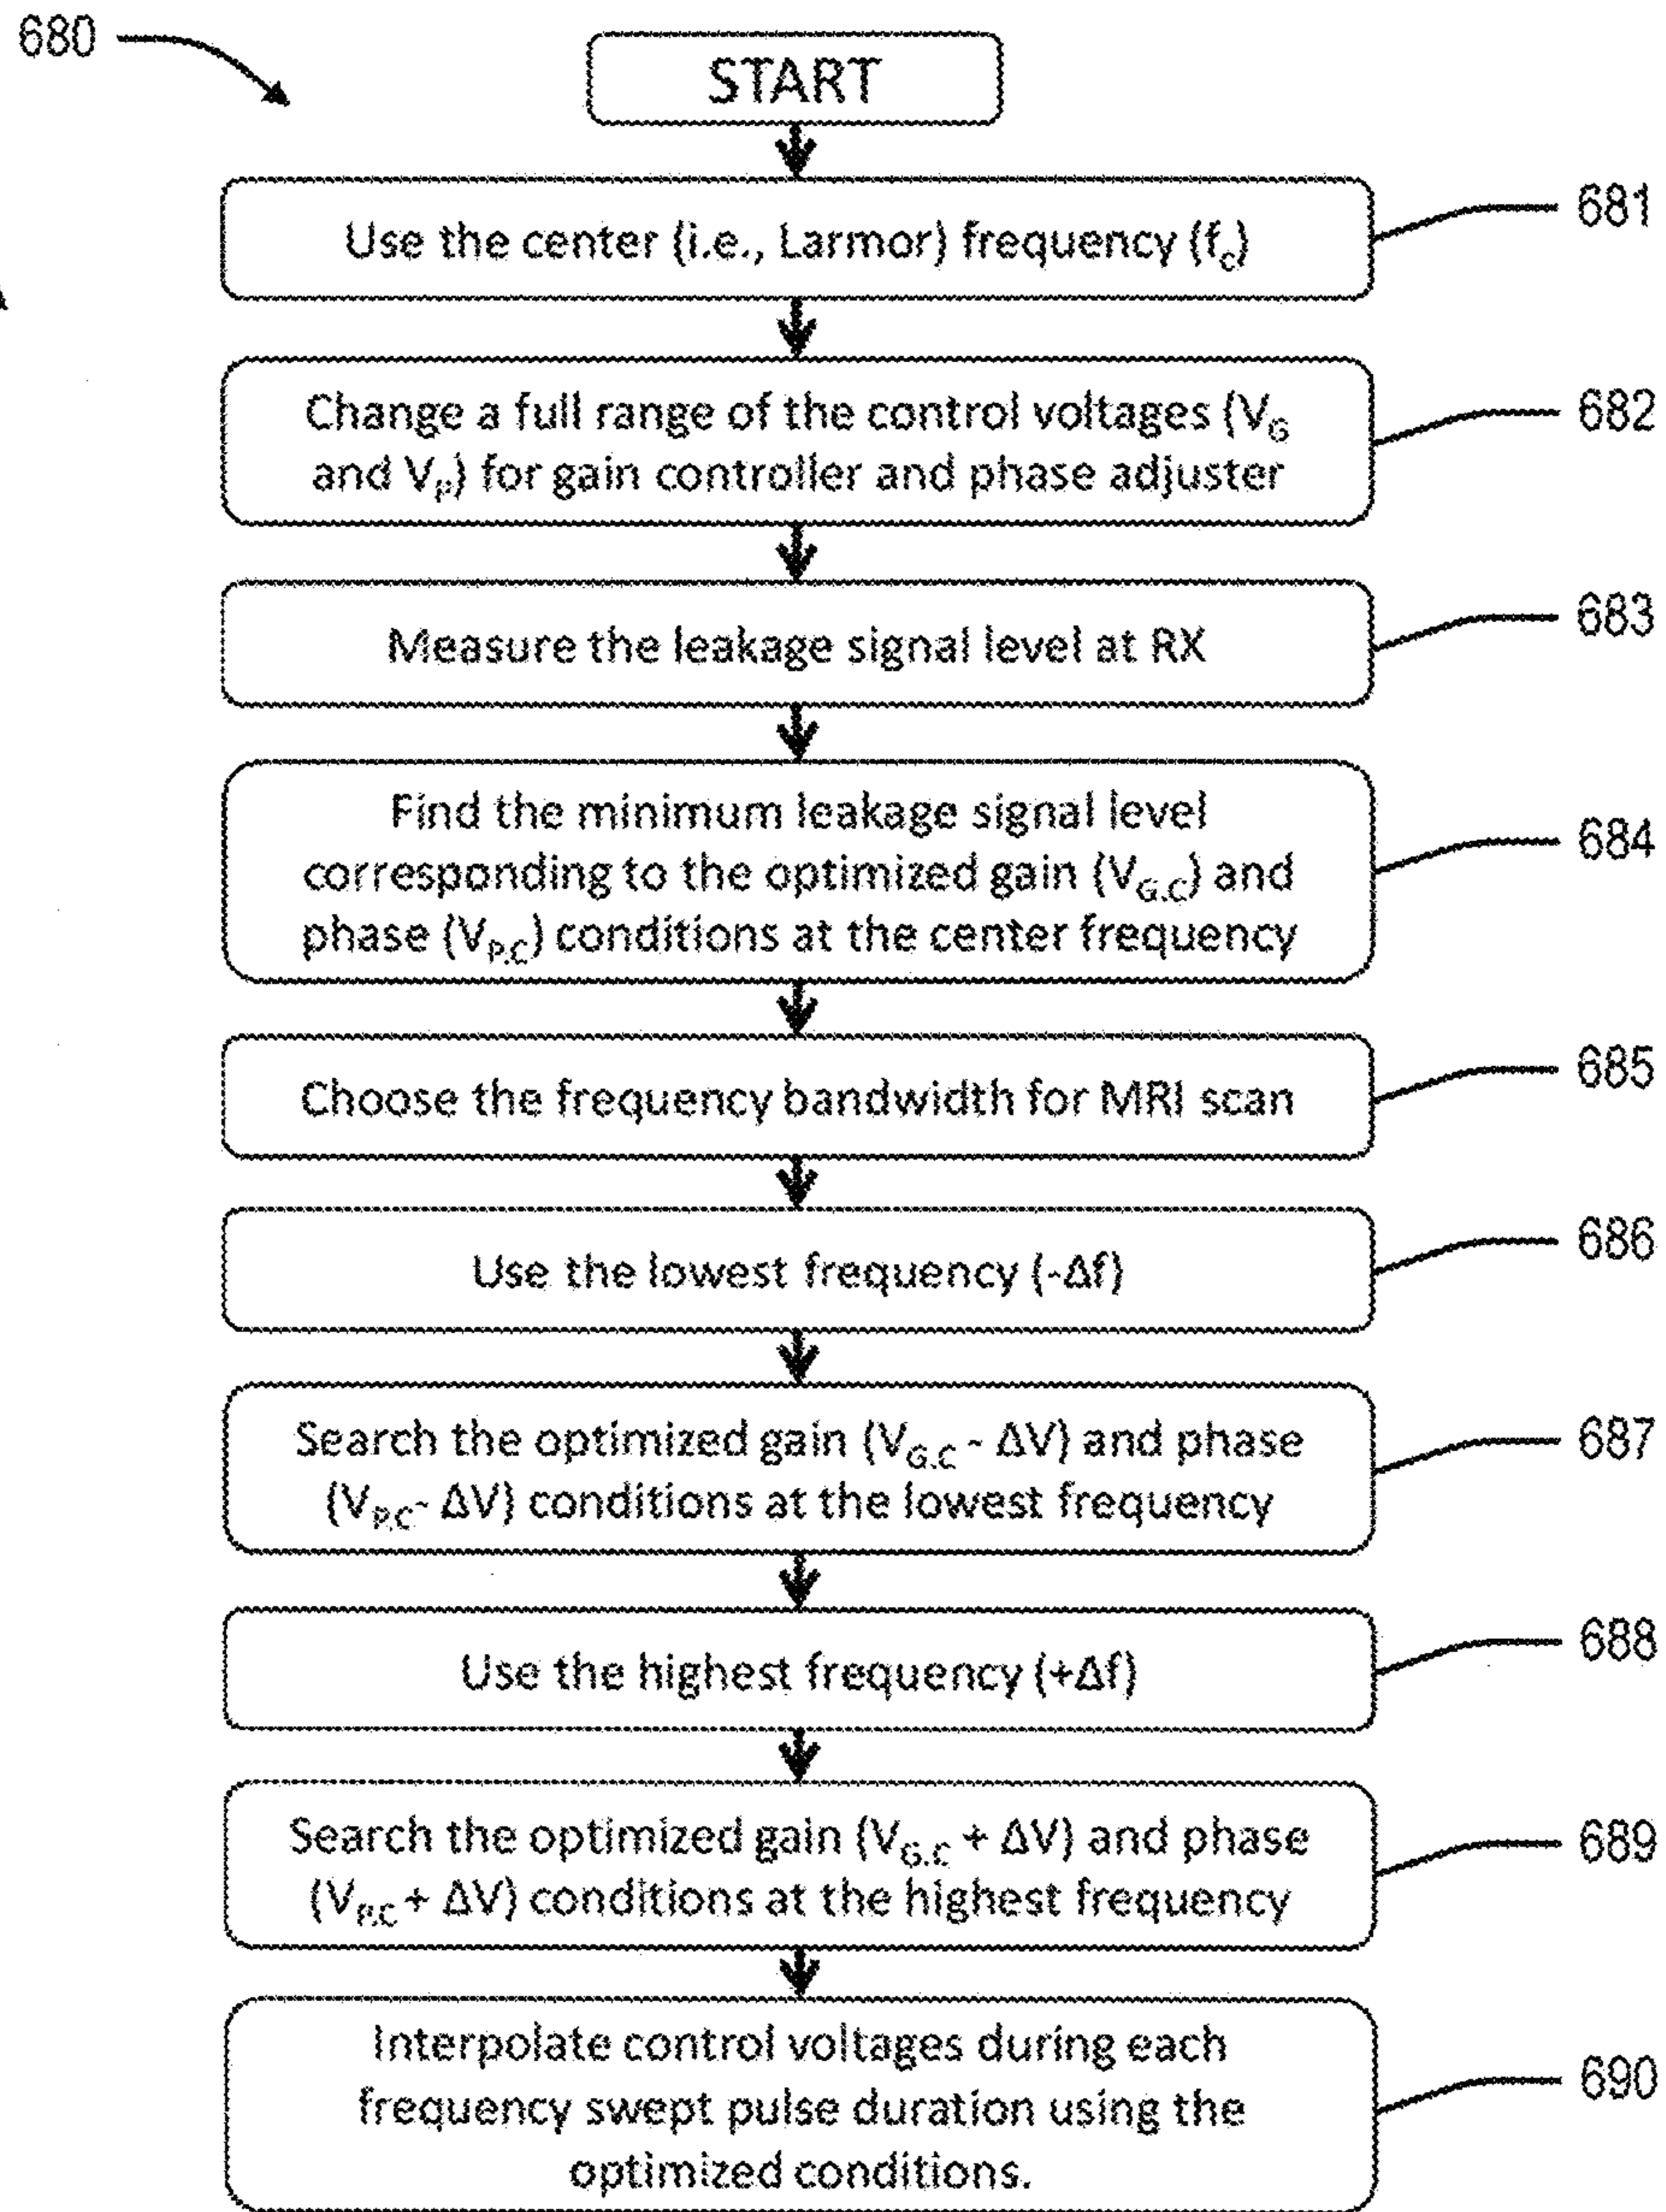 680
START
Use the center (i.e., Larmor) frequency (fc)
681
Change a full range of the control voltages (VG
and VP) for gain controller and phase adjuster
682
Measure the leakage signal level at RX
683
Find the minimum leakage signal level
corresponding to the optimized gain (VG.C) and
phase (VP.C) conditions at the center frequency
684
Choose the frequency bandwidth for MRI scan
685
Use the lowest frequency (-Δf)
686
Search the optimized gain (VG.C - ΔV) and phase
(VP.C- ΔV) conditions at the lowest frequency
687
Use the highest frequency (+Δf)
688
Search the optimized gain (VG.C + ΔV) and phase
(VP.C + ΔV) conditions at the highest frequency
689
Interpolate control voltages during each
frequency swept pulse duration using the
optimized conditions.
690